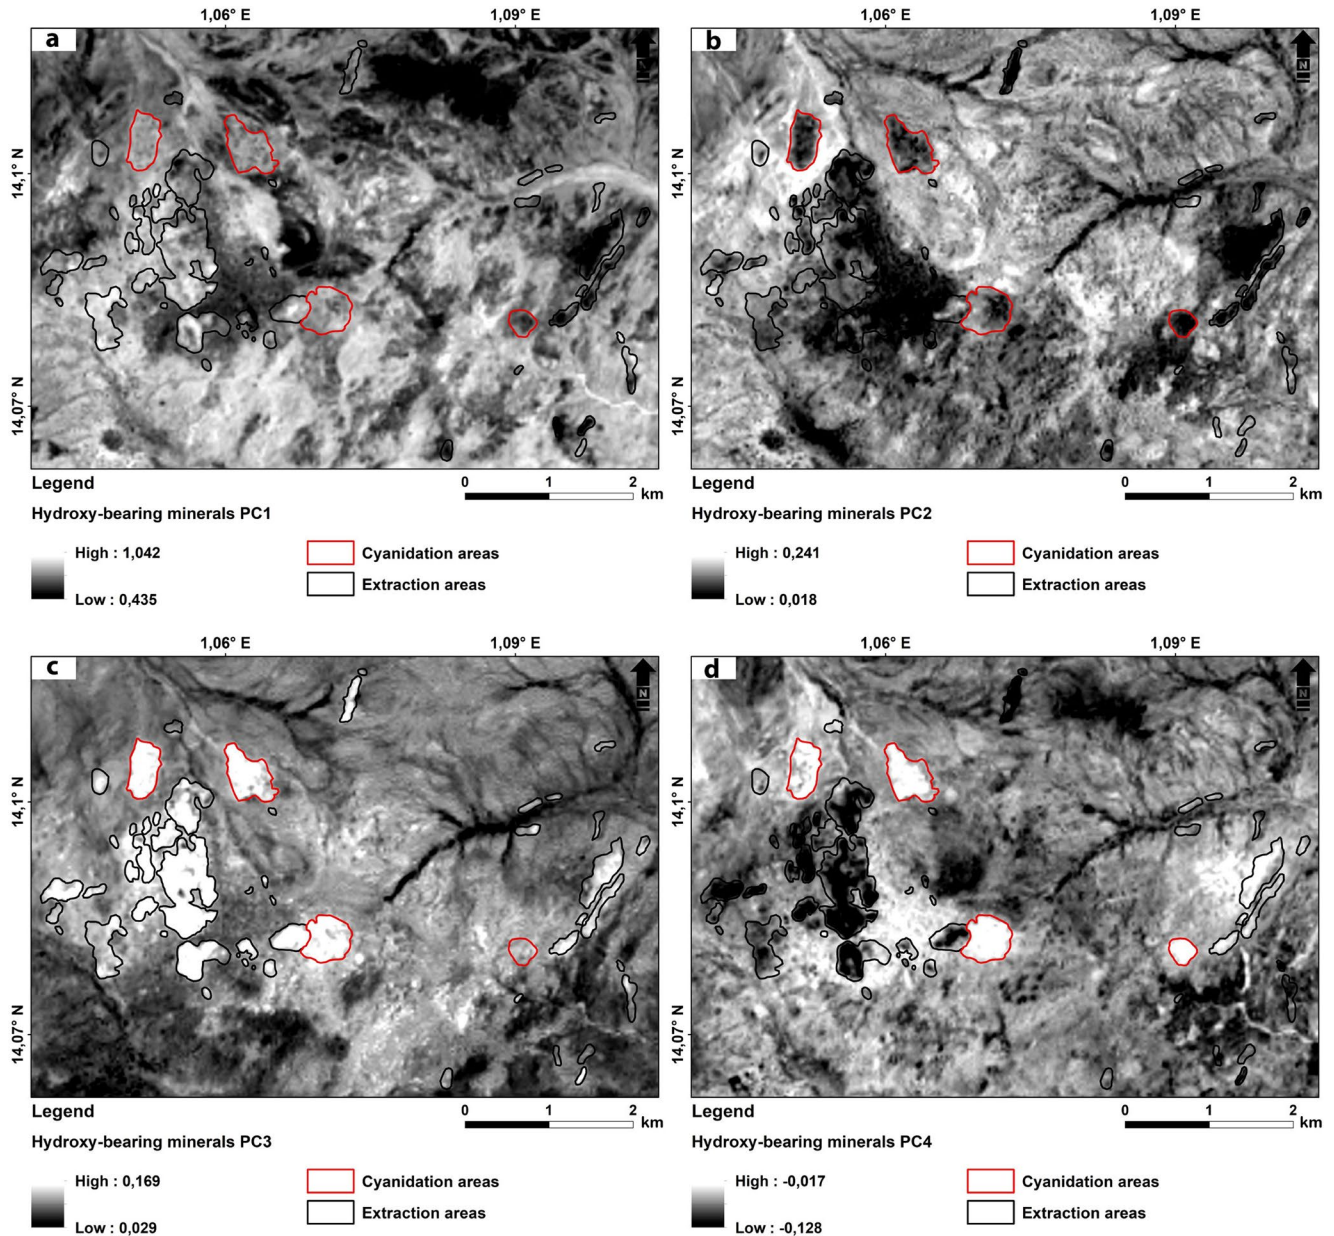 1,06° E 1,09° E 1,06° E 1,09° E
a b
N N
14,1° N 14,1° N
14,07° N 14,07° N
Legend 0 1 2 km Legend 0 1 2 km
Hydroxy-bearing minerals PC1 Hydroxy-bearing minerals PC2
High : 1,042 Cyanidation areas High : 0,241 Cyanidation areas
Low : 0,435 Extraction areas Low : 0,018 Extraction areas
1,06° E 1,09° E 1,06° E 1,09° E
c d
N N
14,1° N 14,1° N
14,07° N 14,07° N
Legend 0 1 2 km Legend 0 1 2 km
Hydroxy-bearing minerals PC3 Hydroxy-bearing minerals PC4
High : 0,169 Cyanidation areas High : -0,017 Cyanidation areas
Low : 0,029 Extraction areas Low : -0,128 Extraction areas